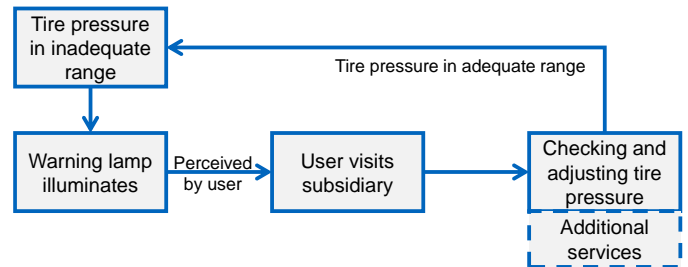 Tire pressure
in inadequate
range
Tire pressure in adequate range
Warning lamp
illuminates
Perceived
by user
User visits
subsidiary
Checking and
adjusting tire
pressure
Additional
services